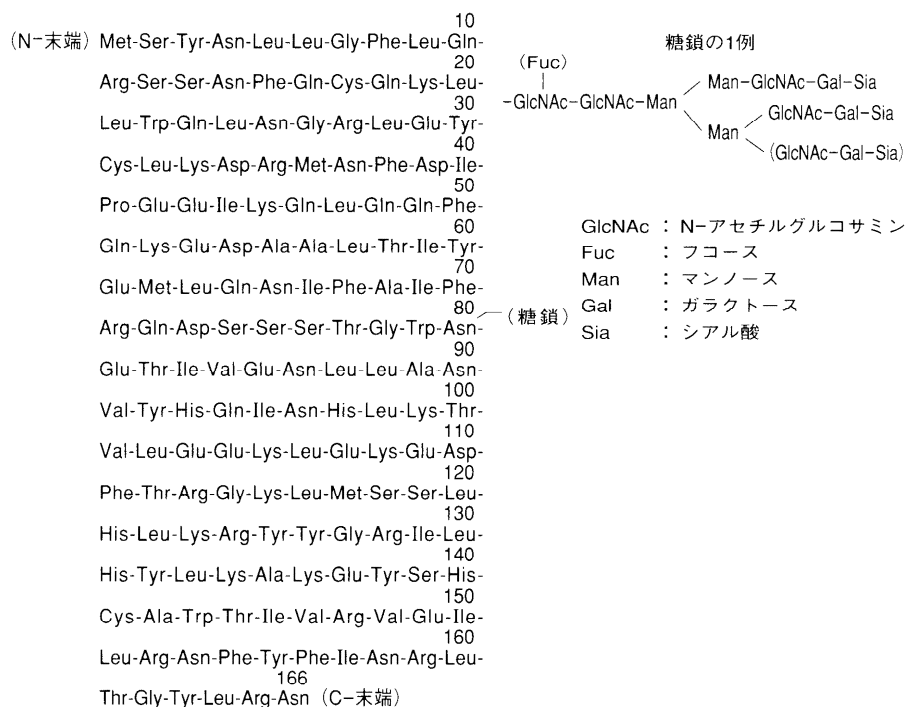 10
(N-末端) Met-Ser-Tyr-Asn-Leu-Leu-Gly-Phe-Leu-Gln-
20
Arg-Ser-Ser-Asn-Phe-Gln-Cys-Gln-Lys-Leu-
30
Leu-Trp-Gln-Leu-Asn-Gly-Arg-Leu-Glu-Tyr-
40
Cys-Leu-Lys-Asp-Arg-Met-Asn-Phe-Asp-Ile-
50
Pro-Glu-Glu-Ile-Lys-Gln-Leu-Gln-Gln-Phe-
60
Gln-Lys-Glu-Asp-Ala-Ala-Leu-Thr-Ile-Tyr-
70
Glu-Met-Leu-Gln-Asn-Ile-Phe-Ala-Ile-Phe-
80
Arg-Gln-Asp-Ser-Ser-Ser-Thr-Gly-Trp-Asn- (糖鎖)
90
Glu-Thr-Ile-Val-Glu-Asn-Leu-Leu-Ala-Asn-
100
Val-Tyr-His-Gln-Ile-Asn-His-Leu-Lys-Thr-
110
Val-Leu-Glu-Glu-Lys-Leu-Glu-Lys-Glu-Asp-
120
Phe-Thr-Arg-Gly-Lys-Leu-Met-Ser-Ser-Leu-
130
His-Leu-Lys-Arg-Tyr-Tyr-Gly-Arg-Ile-Leu-
140
His-Tyr-Leu-Lys-Ala-Lys-Glu-Tyr-Ser-His-
150
Cys-Ala-Trp-Thr-Ile-Val-Arg-Val-Glu-Ile-
160
Leu-Arg-Asn-Phe-Tyr-Phe-Ile-Asn-Arg-Leu-
166
Thr-Gly-Tyr-Leu-Arg-Asn (C-末端)
糖鎖の1例
(Fuc)
Man-GlcNAc-Gal-Sia
-GlcNAc-GlcNAc-Man
GlcNAc-Gal-Sia
Man
(GlcNAc-Gal-Sia)
GlcNAc : N-アセチルグルコサミン
Fuc : フコース
Man : マンノース
Gal : ガラクトース
Sia : シアル酸